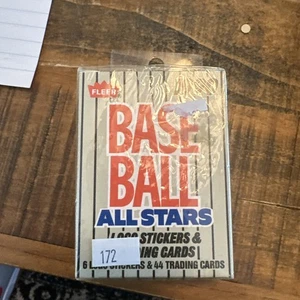 FLEER
BASE
BALL
ALL STARS
LOGO STICKERS &
ING CARDS
6 LOGO STICKERS & 44 TRADING CARDS
172